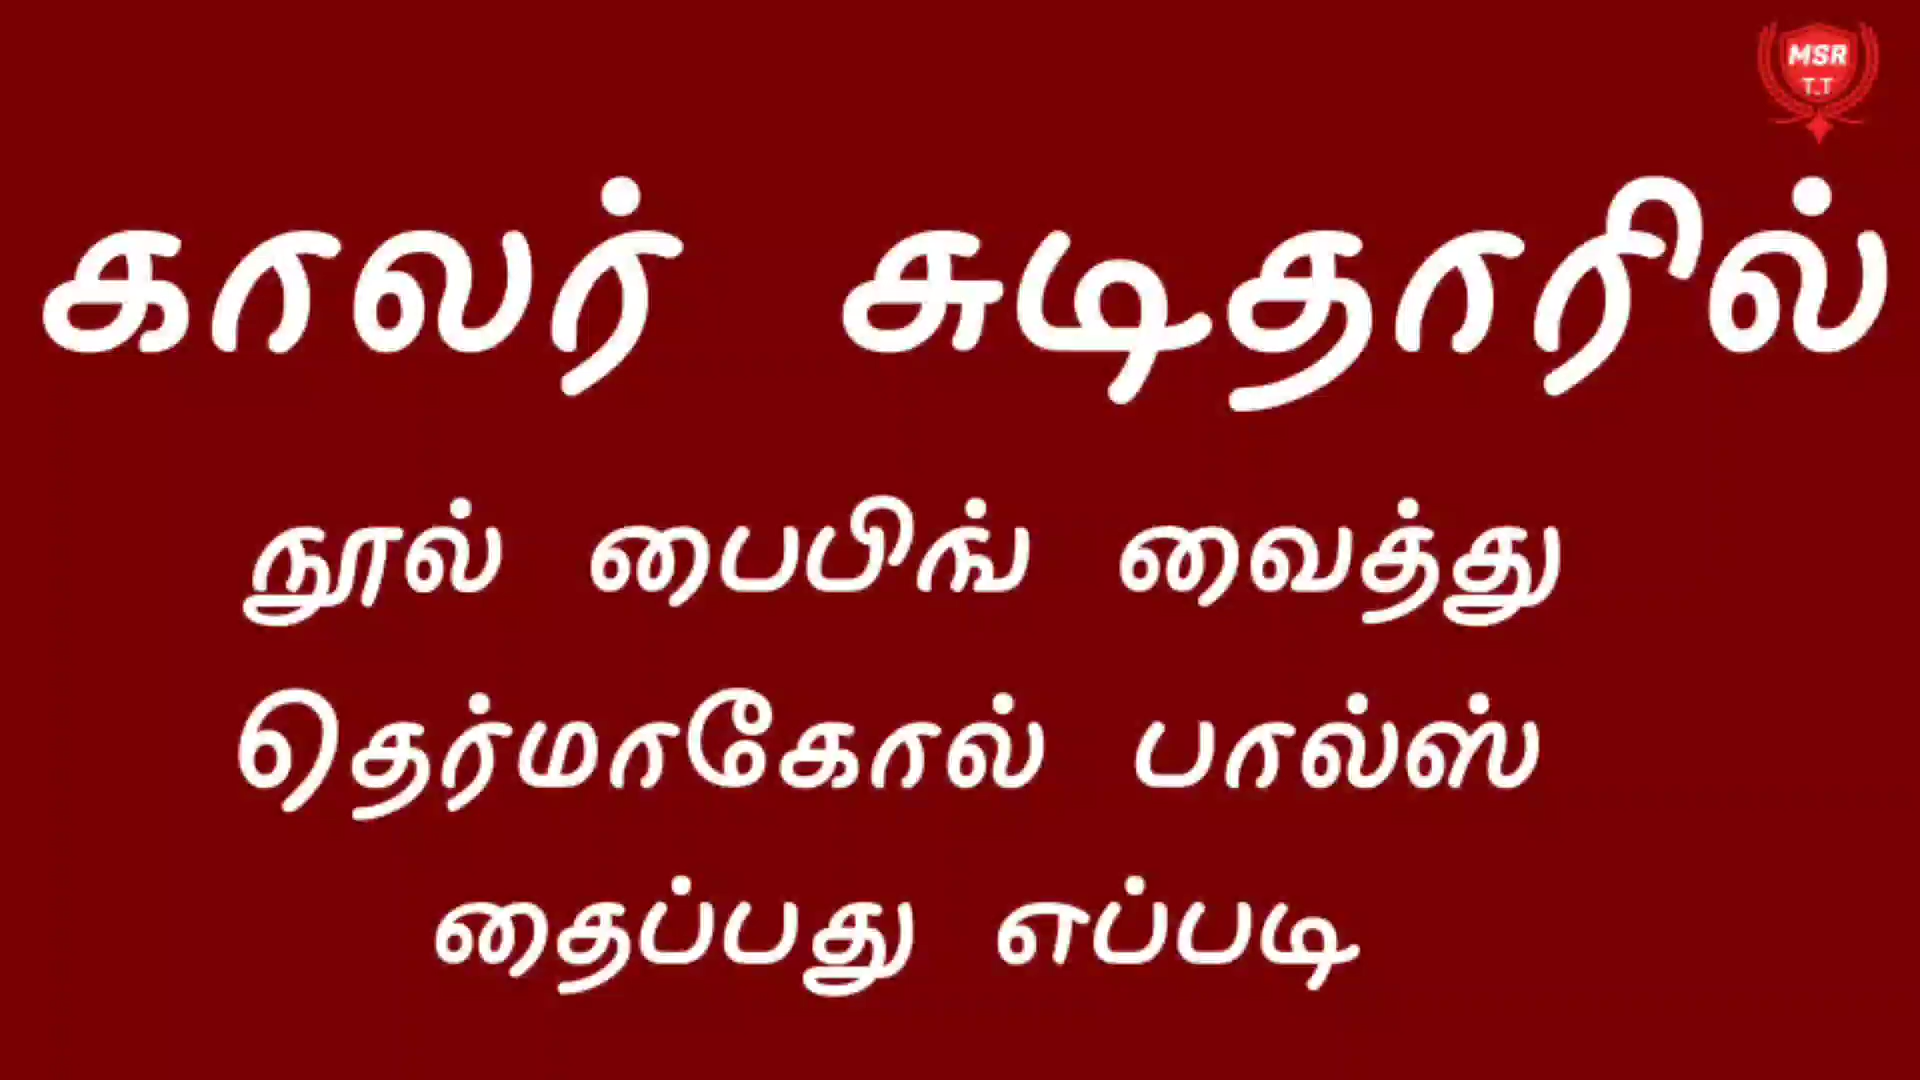 MSR
T.T
காலர் சுடிதாரில்
நூல் பைபிங் வைத்து
தெர்மாகோல் பால்ஸ்
தைப்பது எப்படி